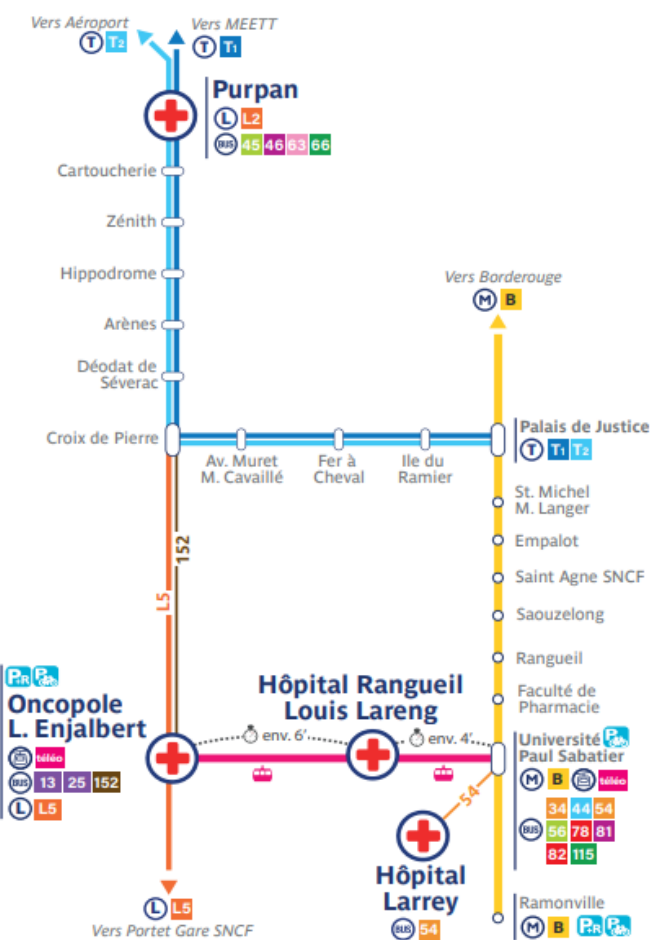 Vers Aéroport
T T2
Vers MEETT
T T1
Purpan
L L2
BUS 45 46 63 66
Cartoucherie
Zénith
Hippodrome
Arènes
Déodat de
Séverac
Croix de Pierre
Av. Muret
M. Cavaillé
Fer à
Cheval
Ile du
Ramier
Vers Borderouge
M B
Palais de Justice
T T1 T2
St. Michel
M. Langer
Empalot
Saint Agne SNCF
Saouzelong
Rangueil
Faculté de
Pharmacie
152
L5
P+R P
Oncopole
L. Enjalbert
téléo
BUS 13 25 152
L L5
env. 6'
Hôpital Rangueil
Louis Lareng
env. 4'
Université P
Paul Sabatier
M B téléo
34 44 54
BUS 56 78 81
82 115
54
Hôpital
Larrey
BUS 54
L L5
Vers Portet Gare SNCF
Ramonville
M B P+R P